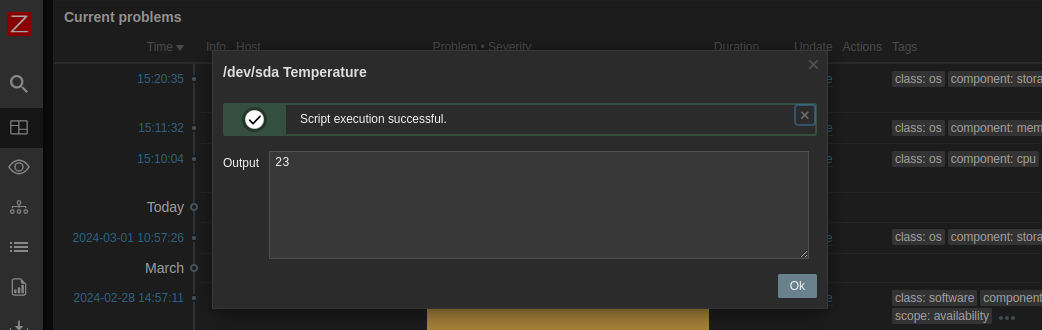 Z
Current problems
Time Info Host Problem • Severity Duration Update Actions Tags
/dev/sda Temperature
15:20:35 class: os component: stora
Script execution successful.
15:11:32 class: os component: mem
Output 23
15:10:04 class: os component: cpu
Today
2024-03-01 10:57:26 class: os component: stora
March
Ok
2024-02-28 14:57:11 class: software component
scope: availability